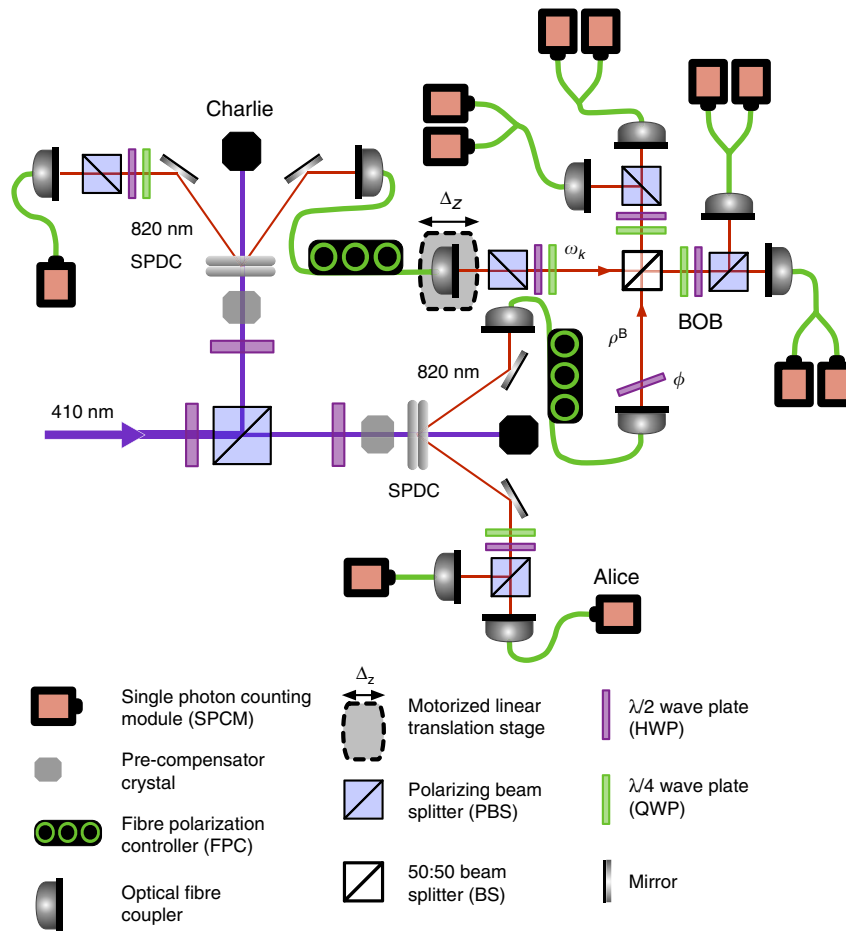 Charlie
820 nm
SPDC
Δz
ωk
BOB
ρB
ϕ
820 nm
410 nm
SPDC
Alice
Single photon counting
module (SPCM)
Pre-compensator
crystal
Fibre polarization
controller (FPC)
Optical fibre
coupler
Δz
Motorized linear
translation stage
Polarizing beam
splitter (PBS)
50:50 beam
splitter (BS)
λ/2 wave plate
(HWP)
λ/4 wave plate
(QWP)
Mirror